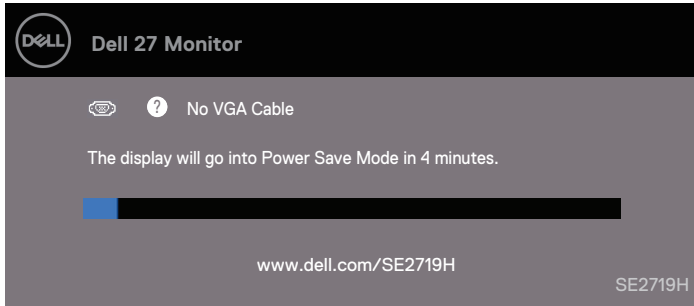 DELL
Dell 27 Monitor
? No VGA Cable
The display will go into Power Save Mode in 4 minutes.
www.dell.com/SE2719H
SE2719H